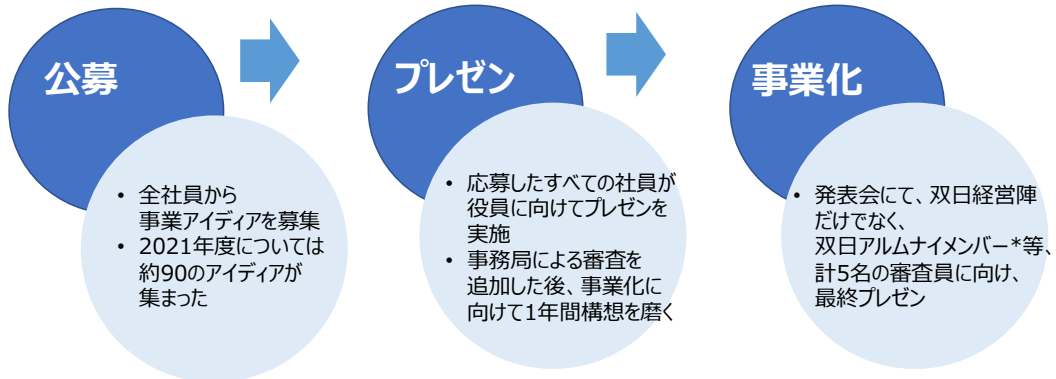 公募
• 全社員から
事業アイディアを募集
• 2021年度については
約90のアイディアが
集まった
プレゼン
• 応募したすべての社員が
役員に向けてプレゼンを
実施
• 事務局による審査を
追加した後、事業化に
向けて1年間構想を磨く
事業化
• 発表会にて、双日経営陣
だけでなく、
双日アルムナイメンバー*等、
計5名の審査員に向け、
最終プレゼン